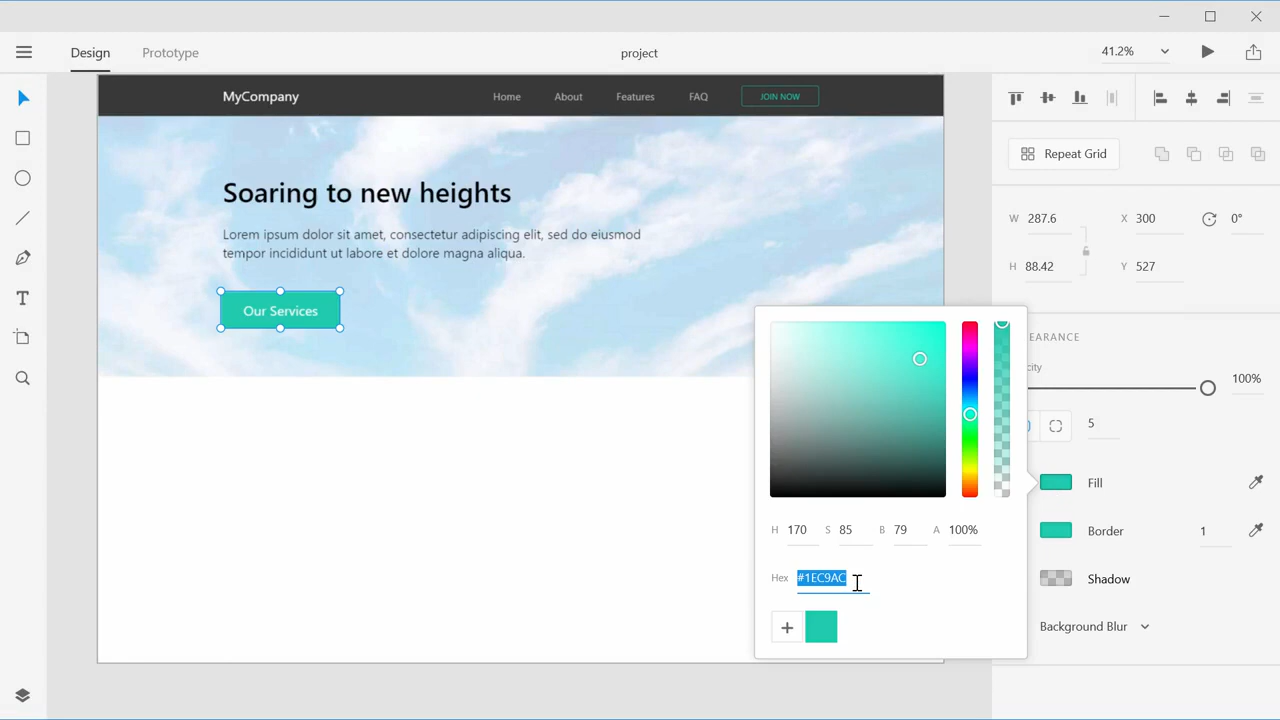 Design Prototype project 41.2%
MyCompany Home About Features FAQ JOIN NOW
Repeat Grid
Soaring to new heights
Lorem ipsum dolor sit amet, consectetur adipiscing elit, sed do eiusmod
tempor incididunt ut labore et dolore magna aliqua.
Our Services
W 287.6 X 300 0°
H 88.42 Y 527
EARANCE
city
100%
5
Fill
Border 1
Shadow
Background Blur
H 170 S 85 B 79 A 100%
Hex #1EC9AC